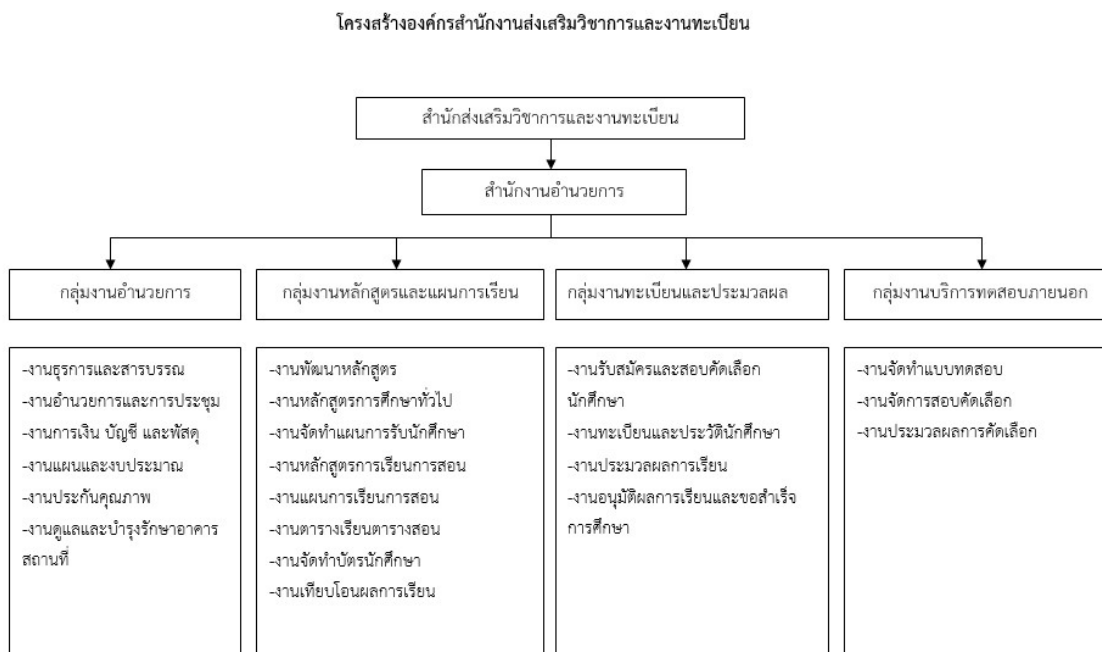 โครงสร้างองค์กรสำนักงานส่งเสริมวิชาการและงานทะเบียน
สำนักส่งเสริมวิชาการและงานทะเบียน
สำนักงานอำนวยการ
กลุ่มงานอำนวยการ
-งานธุรการและสารบรรณ
-งานอำนวยการและการประชุม
-งานการเงิน บัญชี และพัสดุ
-งานแผนและงบประมาณ
-งานประกันคุณภาพ
-งานดูแลและบำรุงรักษาอาคาร
สถานที่
กลุ่มงานหลักสูตรและแผนการเรียน
-งานพัฒนาหลักสูตร
-งานหลักสูตรการศึกษาทั่วไป
-งานจัดทำแผนการรับนักศึกษา
-งานหลักสูตรการเรียนการสอน
-งานแผนการเรียนการสอน
-งานตารางเรียนตารางสอน
-งานจัดทำบัตรนักศึกษา
-งานเทียบโอนผลการเรียน
กลุ่มงานทะเบียนและประมวลผล
-งานรับสมัครและสอบคัดเลือก
นักศึกษา
-งานทะเบียนและประวัตินักศึกษา
-งานประมวลผลการเรียน
-งานอนุมัติผลการเรียนและขอสำเร็จ
การศึกษา
กลุ่มงานบริการทดสอบภายนอก
-งานจัดทำแบบทดสอบ
-งานจัดการสอบคัดเลือก
-งานประมวลผลการคัดเลือก